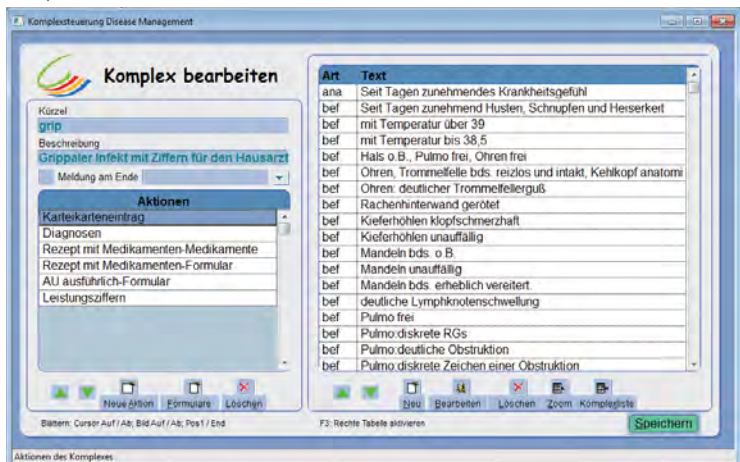 Komplexsteuerung Disease Management
Komplex bearbeiten
Kürzel
grip
Beschreibung
Grippaler Infekt mit Ziffern für den Hausarzt
Meldung am Ende
Aktionen
Karteikarteneintrag
Diagnosen
Rezept mit Medikamenten-Medikamente
Rezept mit Medikamenten-Formular
AU ausführlich-Formular
Leistungsziffern
Neue Aktion Formulare Löschen
Blättern: Cursor Auf / Ab; Bild Auf / Ab; Pos1 / End
Art Text
ana Seit Tagen zunehmendes Krankheitsgefühl
bef Seit Tagen zunehmend Husten, Schnupfen und Heiserkeit
bef mit Temperatur über 39
bef mit Temperatur bis 38,5
bef Hals o.B., Pulmo frei, Ohren frei
bef Ohren, Trommelfelle bds. reizlos und intakt, Kehlkopf anatomi
bef Ohren: deutlicher Trommelfellerguß
bef Rachenhinterwand gerötet
bef Kieferhöhlen klopfschmerzhaft
bef Kieferhöhlen unauffällig
bef Mandeln bds. o.B.
bef Mandeln unauffällig
bef Mandeln bds. erheblich vereitert.
bef deutliche Lymphknotenschwellung
bef Pulmo frei
bef Pulmo:diskrete RGs
bef Pulmo:deutliche Obstruktion
bef Pulmo diskrete Zeichen einer Obstruktion
Neu Bearbeiten Löschen Zoom Komplexliste
F3: Rechte Tabelle aktivieren
Speichern
Aktionen des Komplexes